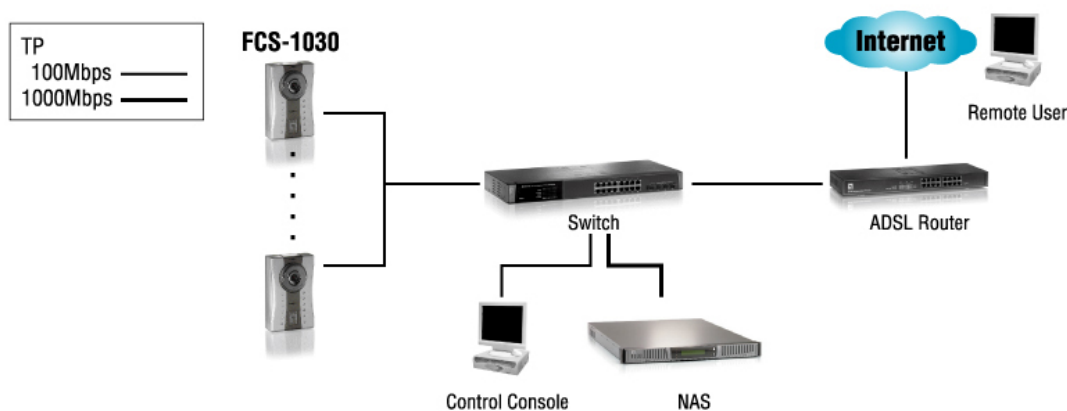 TP
100Mbps
1000Mbps
FCS-1030
Internet
Remote User
Switch
ADSL Router
Control Console
NAS